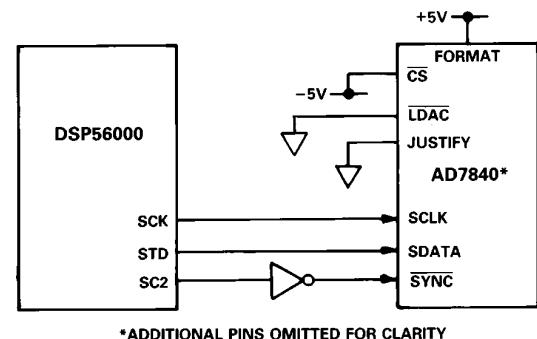 +5V
FORMAT
CS
-5V
LDAC
DSP56000
JUSTIFY
AD7840*
SCK
SCLK
STD
SDATA
SC2
SYNC
*ADDITIONAL PINS OMITTED FOR CLARITY